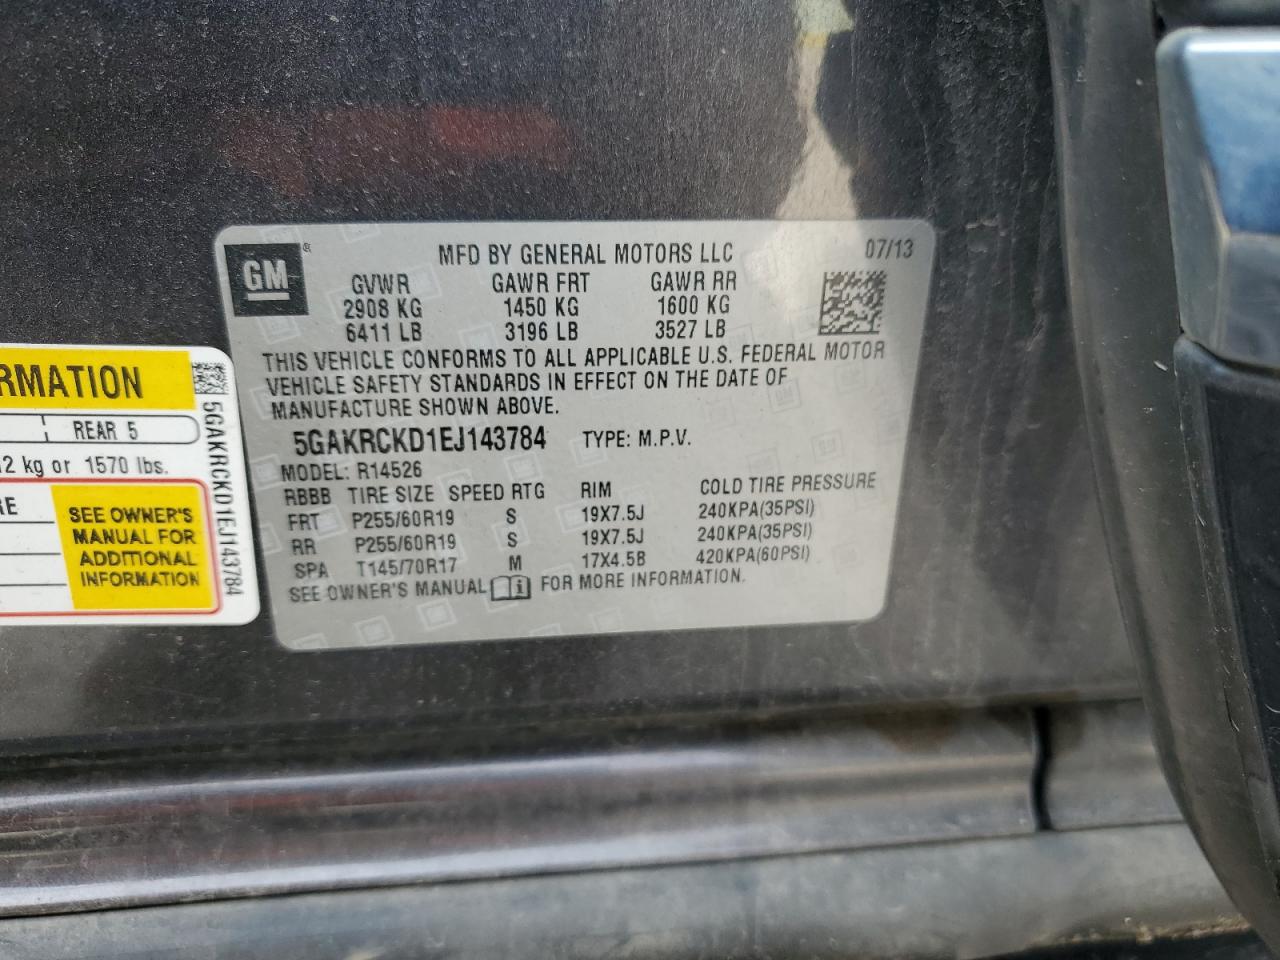 GM ®
MFD BY GENERAL MOTORS LLC 07/13
GVWR GAWR FRT GAWR RR
2908 KG 1450 KG 1600 KG
6411 LB 3196 LB 3527 LB
THIS VEHICLE CONFORMS TO ALL APPLICABLE U.S. FEDERAL MOTOR
VEHICLE SAFETY STANDARDS IN EFFECT ON THE DATE OF
MANUFACTURE SHOWN ABOVE.
5GAKRCKD1EJ143784 TYPE: M.P.V.
MODEL: R14526
RBBB TIRE SIZE SPEED RTG RIM COLD TIRE PRESSURE
FRT P255/60R19 S 19X7.5J 240KPA(35PSI)
RR P255/60R19 S 19X7.5J 240KPA(35PSI)
SPA T145/70R17 M 17X4.5B 420KPA(60PSI)
SEE OWNER'S MANUAL FOR MORE INFORMATION.
RMATION
REAR 5
2 kg or 1570 lbs.
RE
SEE OWNER'S
MANUAL FOR
ADDITIONAL
INFORMATION
5GAKRCKD1EJ143784